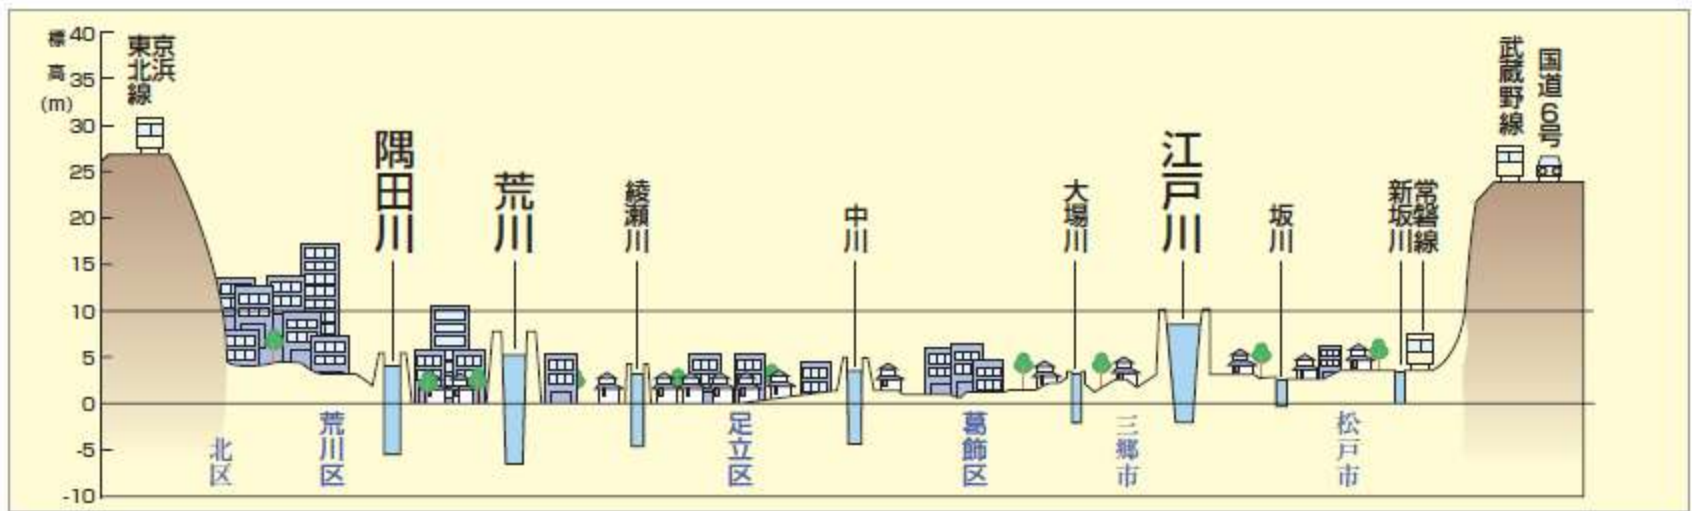 標高(m)
40
35
30
25
20
15
10
5
0
-5
-10
京浜東北線
隅田川
荒川
綾瀬川
中川
大場川
江戸川
坂川
新坂川
常磐線
武蔵野線
国道6号
北区
荒川区
足立区
葛飾区
三郷市
松戸市